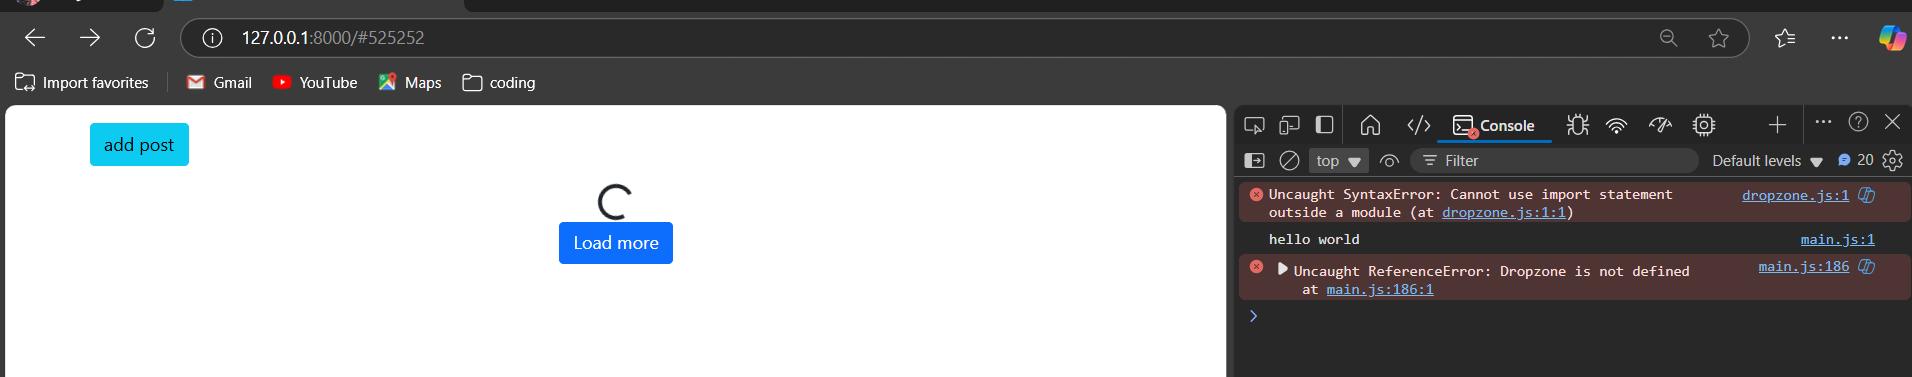 127.0.0.1:8000/#525252
Import favorites Gmail YouTube Maps coding
add post
Load more
Console
top Filter Default levels 20
Uncaught SyntaxError: Cannot use import statement dropzone.js:1
outside a module (at dropzone.js:1:1)
hello world main.js:1
Uncaught ReferenceError: Dropzone is not defined main.js:186
at main.js:186:1